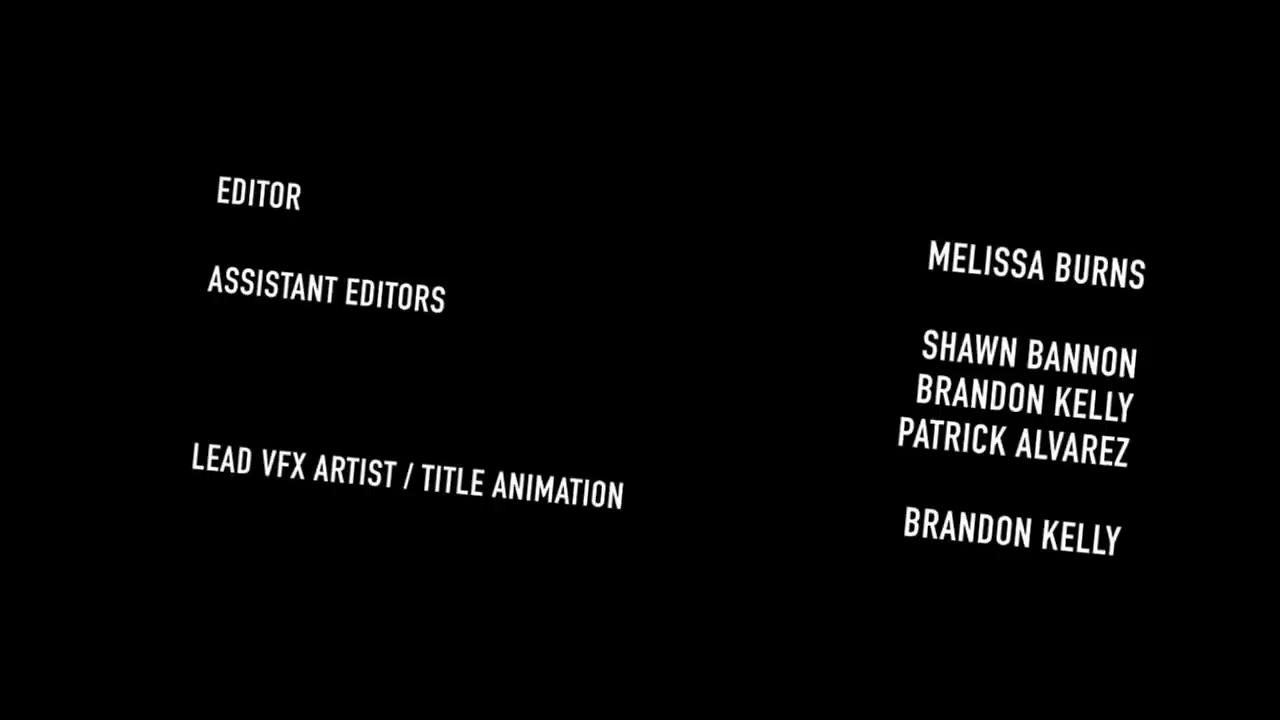 EDITOR
MELISSA BURNS
ASSISTANT EDITORS
SHAWN BANNON
BRANDON KELLY
PATRICK ALVAREZ
LEAD VFX ARTIST / TITLE ANIMATION
BRANDON KELLY